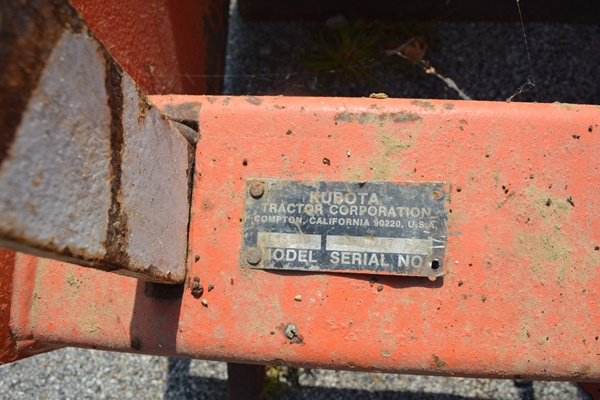 KUBOTA
TRACTOR CORPORATION
COMPTON, CALIFORNIA 90220, U.S.A
ODEL SERIAL NO